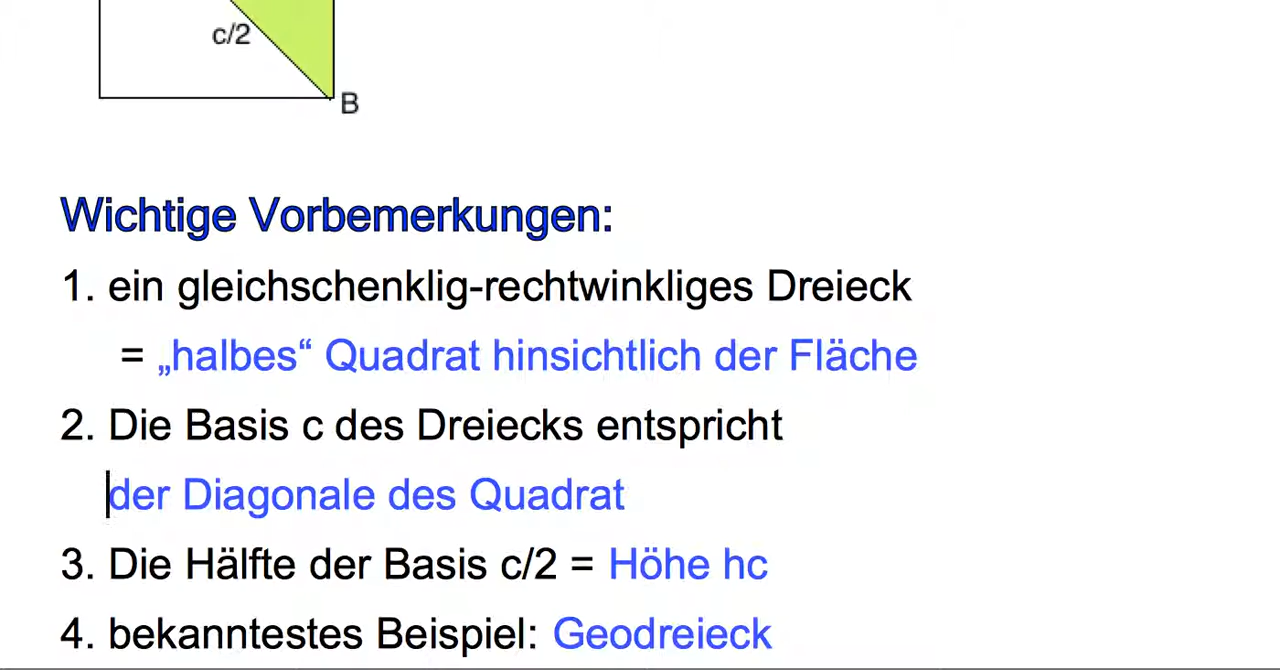 c/2
B
Wichtige Vorbemerkungen:
1. ein gleichschenklig-rechtwinkliges Dreieck
= „halbes“ Quadrat hinsichtlich der Fläche
2. Die Basis c des Dreiecks entspricht
der Diagonale des Quadrat
3. Die Hälfte der Basis c/2 = Höhe hc
4. bekanntestes Beispiel: Geodreieck